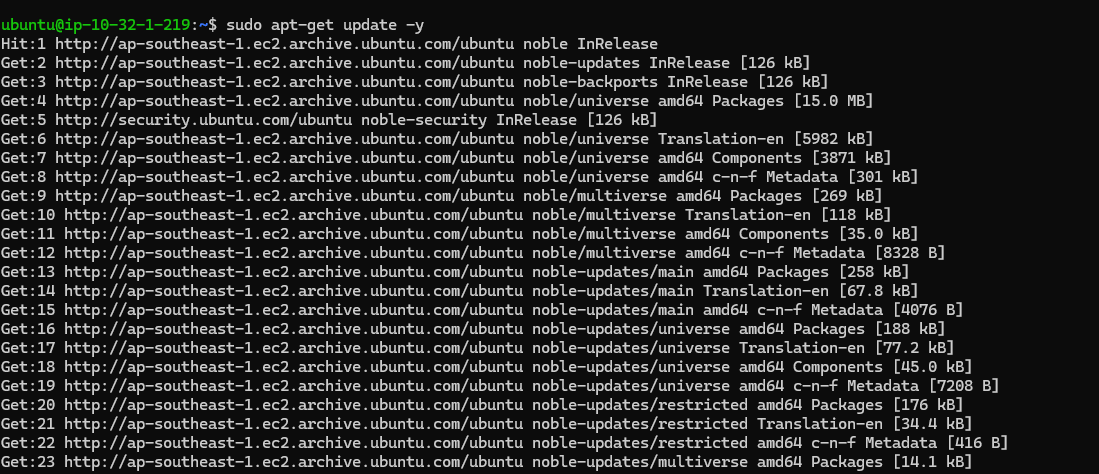 ubuntu@ip-10-32-1-219:~$ sudo apt-get update -y
Hit:1 http://ap-southeast-1.ec2.archive.ubuntu.com/ubuntu noble InRelease
Get:2 http://ap-southeast-1.ec2.archive.ubuntu.com/ubuntu noble-updates InRelease [126 kB]
Get:3 http://ap-southeast-1.ec2.archive.ubuntu.com/ubuntu noble-backports InRelease [126 kB]
Get:4 http://ap-southeast-1.ec2.archive.ubuntu.com/ubuntu noble/universe amd64 Packages [15.0 MB]
Get:5 http://security.ubuntu.com/ubuntu noble-security InRelease [126 kB]
Get:6 http://ap-southeast-1.ec2.archive.ubuntu.com/ubuntu noble/universe Translation-en [5982 kB]
Get:7 http://ap-southeast-1.ec2.archive.ubuntu.com/ubuntu noble/universe amd64 Components [3871 kB]
Get:8 http://ap-southeast-1.ec2.archive.ubuntu.com/ubuntu noble/universe amd64 c-n-f Metadata [301 kB]
Get:9 http://ap-southeast-1.ec2.archive.ubuntu.com/ubuntu noble/multiverse amd64 Packages [269 kB]
Get:10 http://ap-southeast-1.ec2.archive.ubuntu.com/ubuntu noble/multiverse Translation-en [118 kB]
Get:11 http://ap-southeast-1.ec2.archive.ubuntu.com/ubuntu noble/multiverse amd64 Components [35.0 kB]
Get:12 http://ap-southeast-1.ec2.archive.ubuntu.com/ubuntu noble/multiverse amd64 c-n-f Metadata [8328 B]
Get:13 http://ap-southeast-1.ec2.archive.ubuntu.com/ubuntu noble-updates/main amd64 Packages [258 kB]
Get:14 http://ap-southeast-1.ec2.archive.ubuntu.com/ubuntu noble-updates/main Translation-en [67.8 kB]
Get:15 http://ap-southeast-1.ec2.archive.ubuntu.com/ubuntu noble-updates/main amd64 c-n-f Metadata [4076 B]
Get:16 http://ap-southeast-1.ec2.archive.ubuntu.com/ubuntu noble-updates/universe amd64 Packages [188 kB]
Get:17 http://ap-southeast-1.ec2.archive.ubuntu.com/ubuntu noble-updates/universe Translation-en [77.2 kB]
Get:18 http://ap-southeast-1.ec2.archive.ubuntu.com/ubuntu noble-updates/universe amd64 Components [45.0 kB]
Get:19 http://ap-southeast-1.ec2.archive.ubuntu.com/ubuntu noble-updates/universe amd64 c-n-f Metadata [7208 B]
Get:20 http://ap-southeast-1.ec2.archive.ubuntu.com/ubuntu noble-updates/restricted amd64 Packages [176 kB]
Get:21 http://ap-southeast-1.ec2.archive.ubuntu.com/ubuntu noble-updates/restricted Translation-en [34.4 kB]
Get:22 http://ap-southeast-1.ec2.archive.ubuntu.com/ubuntu noble-updates/restricted amd64 c-n-f Metadata [416 B]
Get:23 http://ap-southeast-1.ec2.archive.ubuntu.com/ubuntu noble-updates/multiverse amd64 Packages [14.1 kB]